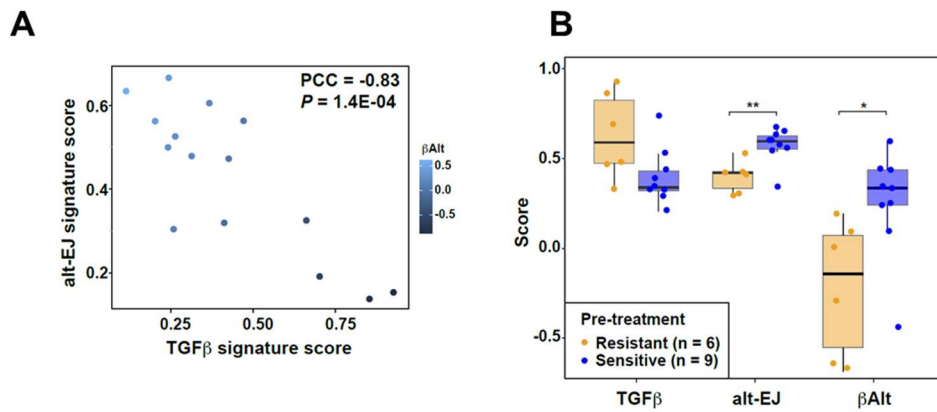 A
PCC = -0.83
P = 1.4E-04
alt-EJ signature score
0.6
0.4
0.2
0.25
0.50
0.75
TGFβ signature score
βAlt
0.5
0.0
-0.5
B
Score
1.0
0.5
0.0
-0.5
**
*
Pre-treatment
Resistant (n = 6)
Sensitive (n = 9)
TGFβ
alt-EJ
βAlt